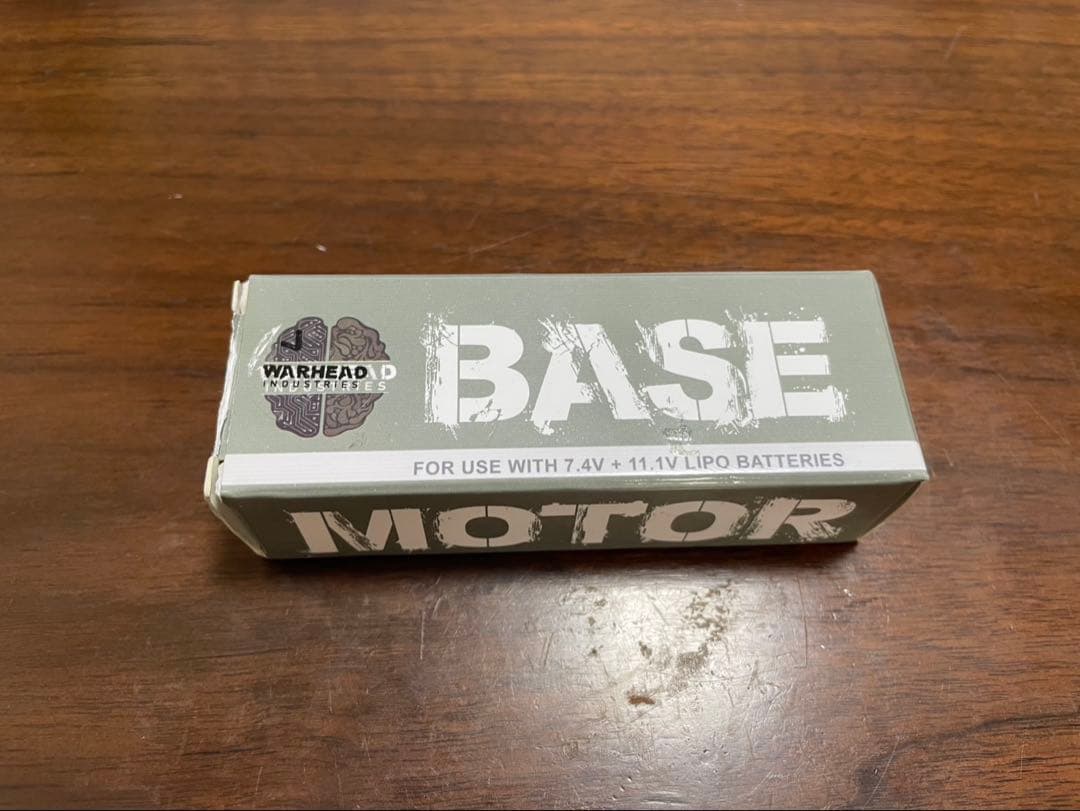 WARHEAD
INDUSTRIES
BASE
FOR USE WITH 7.4V + 11.1V LIPO BATTERIES
MOTOR